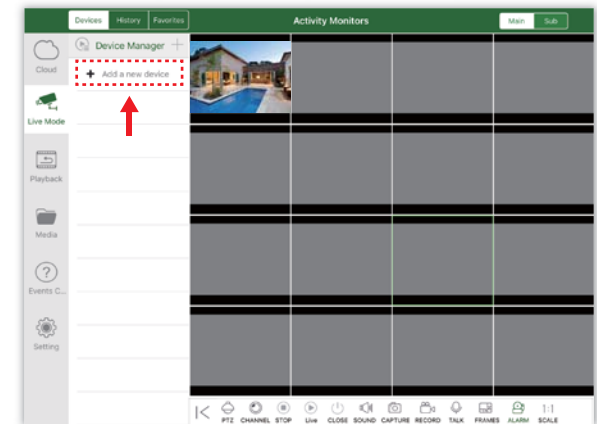 Devices History Favorites Activity Monitors Main Sub
Device Manager
Cloud
Add a new device
Live Mode
Playback
Media
Events C...
Setting
PTZ CHANNEL STOP Live CLOSE SOUND CAPTURE RECORD TALK FRAMES ALARM SCALE
1:1